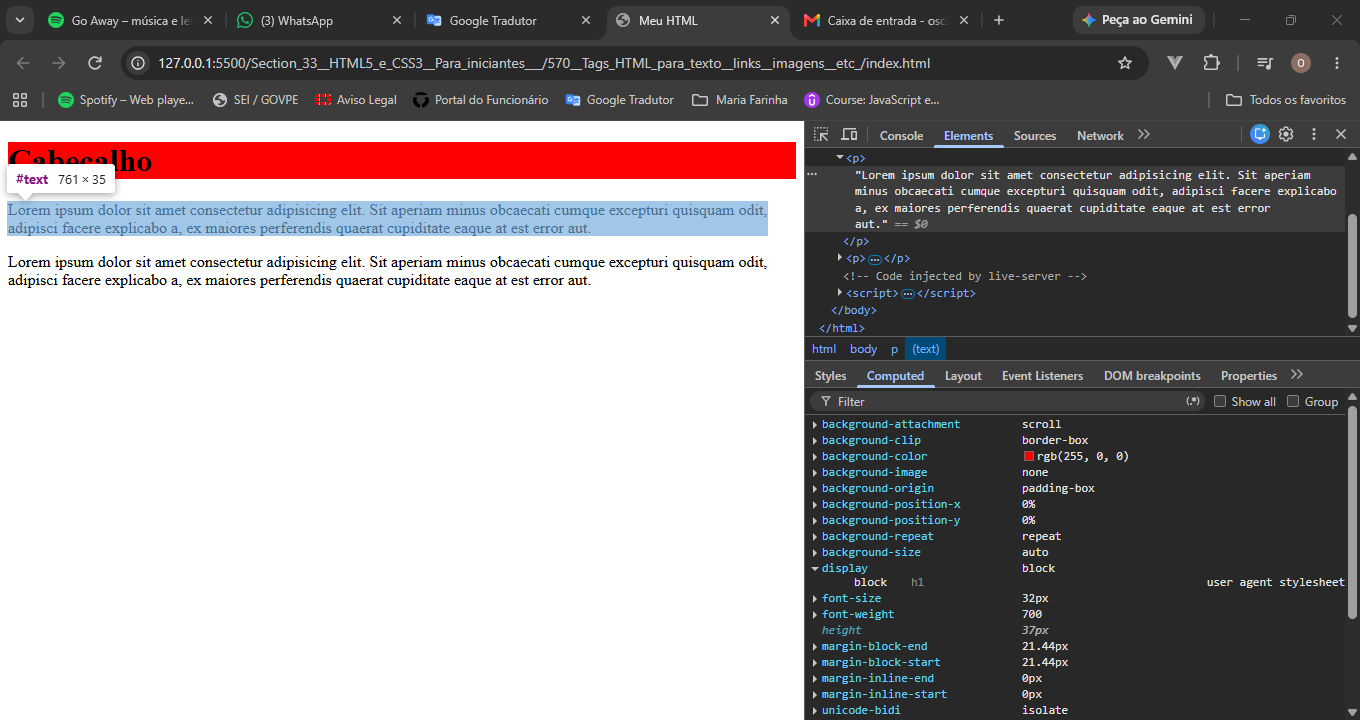 Go Away – música e le
(3) WhatsApp
Google Tradutor
Meu HTML
Caixa de entrada - osc
Peça ao Gemini
127.0.0.1:5500/Section_33__HTML5_e_CSS3__Para_iniciantes___/570__Tags_HTML_para_texto__links__imagens__etc_/index.html
O
Spotify – Web playe...
SEI / GOVPE
Aviso Legal
Portal do Funcionário
Google Tradutor
Maria Farinha
Course: JavaScript e...
Todos os favoritos
Cabeçalho
#text 761 × 35
Lorem ipsum dolor sit amet consectetur adipisicing elit. Sit aperiam minus obcaecati cumque excepturi quisquam odit,
adipisci facere explicabo a, ex maiores perferendis quaerat cupiditate eaque at est error aut.
Lorem ipsum dolor sit amet consectetur adipisicing elit. Sit aperiam minus obcaecati cumque excepturi quisquam odit,
adipisci facere explicabo a, ex maiores perferendis quaerat cupiditate eaque at est error aut.
Console Elements Sources Network
<p>
"Lorem ipsum dolor sit amet consectetur adipisicing elit. Sit aperiam
minus obcaecati cumque excepturi quisquam odit, adipisci facere explicabo
a, ex maiores perferendis quaerat cupiditate eaque at est error
aut." == $0
</p>
<p>…</p>
<!-- Code injected by live-server -->
<script>…</script>
</body>
</html>
html body p (text)
Styles Computed Layout Event Listeners DOM breakpoints Properties
Filter (.*) Show all Group
background-attachment scroll
background-clip border-box
background-color rgb(255, 0, 0)
background-image none
background-origin padding-box
background-position-x 0%
background-position-y 0%
background-repeat repeat
background-size auto
display block
block h1 user agent stylesheet
font-size 32px
font-weight 700
height 37px
margin-block-end 21.44px
margin-block-start 21.44px
margin-inline-end 0px
margin-inline-start 0px
unicode-bidi isolate